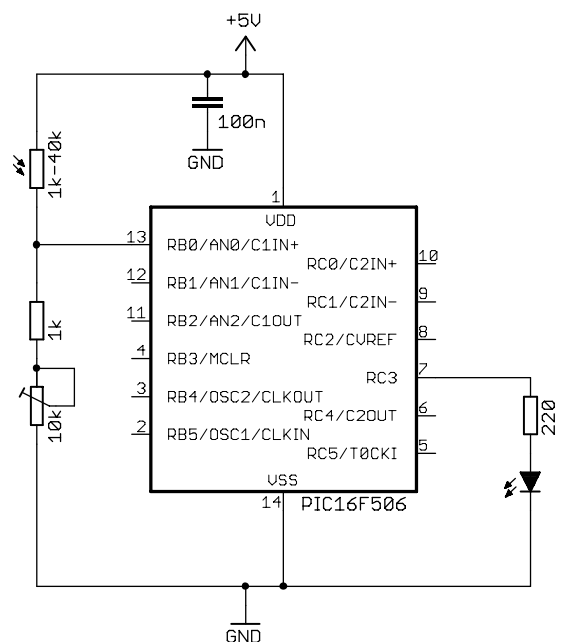 +5V
100n
GND
1k-40k
1
VDD
13 RB0/AN0/C1IN+
RC0/C2IN+ 10
12 RB1/AN1/C1IN-
RC1/C2IN- 9
11 RB2/AN2/C1OUT
1k
RC2/CVREF 8
4 RB3/MCLR
RC3 7
3 RB4/OSC2/CLKOUT
10k
RC4/C2OUT 6
220
2 RB5/OSC1/CLKIN
RC5/T0CKI 5
VSS
14
PIC16F506
GND